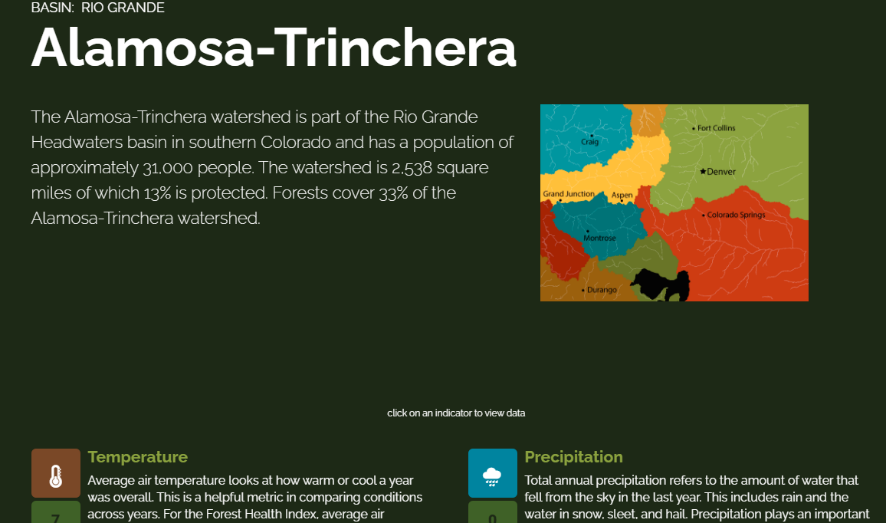 BASIN: RIO GRANDE
Alamosa-Trinchera
The Alamosa-Trinchera watershed is part of the Rio Grande
Headwaters basin in southern Colorado and has a population of
approximately 31,000 people. The watershed is 2,538 square
miles of which 13% is protected. Forests cover 33% of the
Alamosa-Trinchera watershed.
Fort Collins
Craig
Denver
Grand Junction
Aspen
Colorado Springs
Montrose
Durango
click on an indicator to view data
Temperature
Average air temperature looks at how warm or cool a year
was overall. This is a helpful metric in comparing conditions
across years. For the Forest Health Index, average air
7
Precipitation
Total annual precipitation refers to the amount of water that
fell from the sky in the last year. This includes rain and the
water in snow, sleet, and hail. Precipitation plays an important